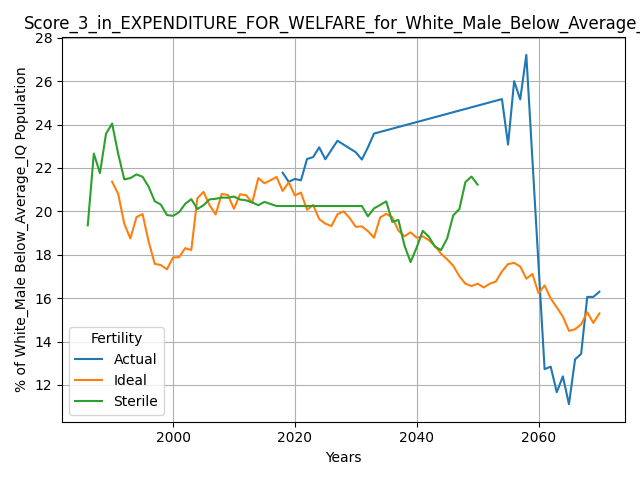 Score_3_in_EXPENDITURE_FOR_WELFARE_for_White_Male_Below_Average_
% of White_Male Below_Average_IQ Population
28
26
24
22
20
18
16
14
12
Fertility
Actual
Ideal
Sterile
2000
2020
2040
2060
Years